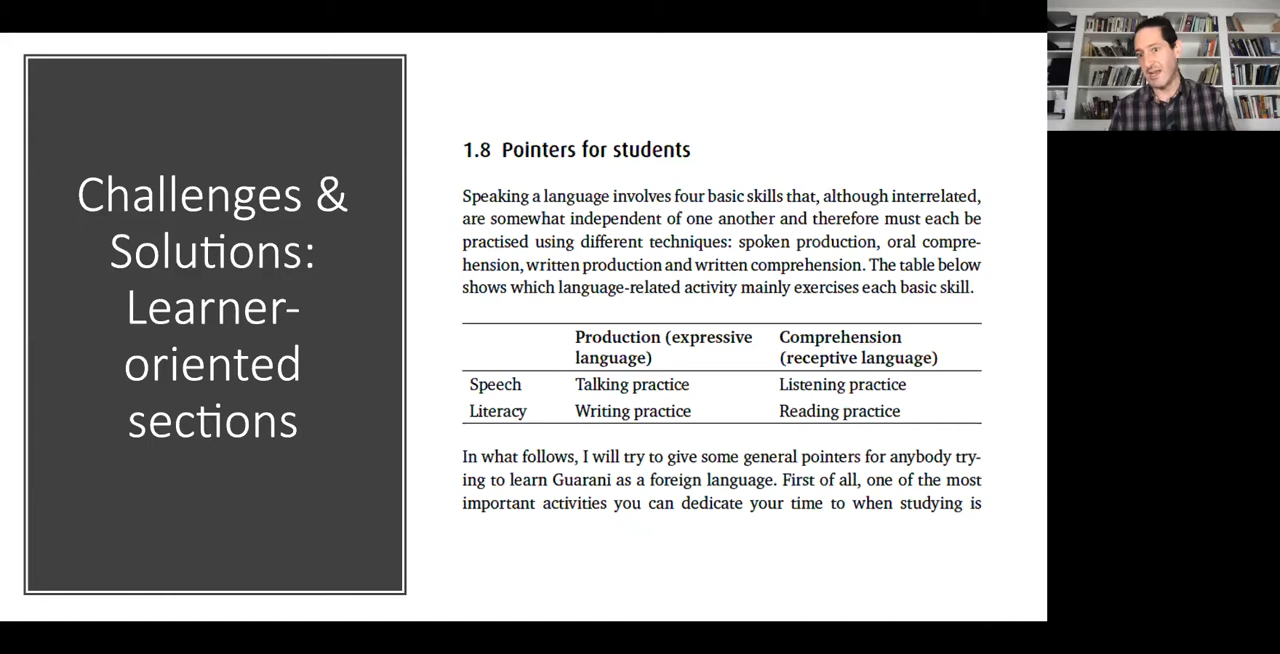 Challenges &
Solutions:
Learner-
oriented
sections
1.8 Pointers for students
Speaking a language involves four basic skills that, although interrelated,
are somewhat independent of one another and therefore must each be
practised using different techniques: spoken production, oral compre-
hension, written production and written comprehension. The table below
shows which language-related activity mainly exercises each basic skill.
Production (expressive Comprehension
language) (receptive language)
Speech Talking practice Listening practice
Literacy Writing practice Reading practice
In what follows, I will try to give some general pointers for anybody try-
ing to learn Guarani as a foreign language. First of all, one of the most
important activities you can dedicate your time to when studying is